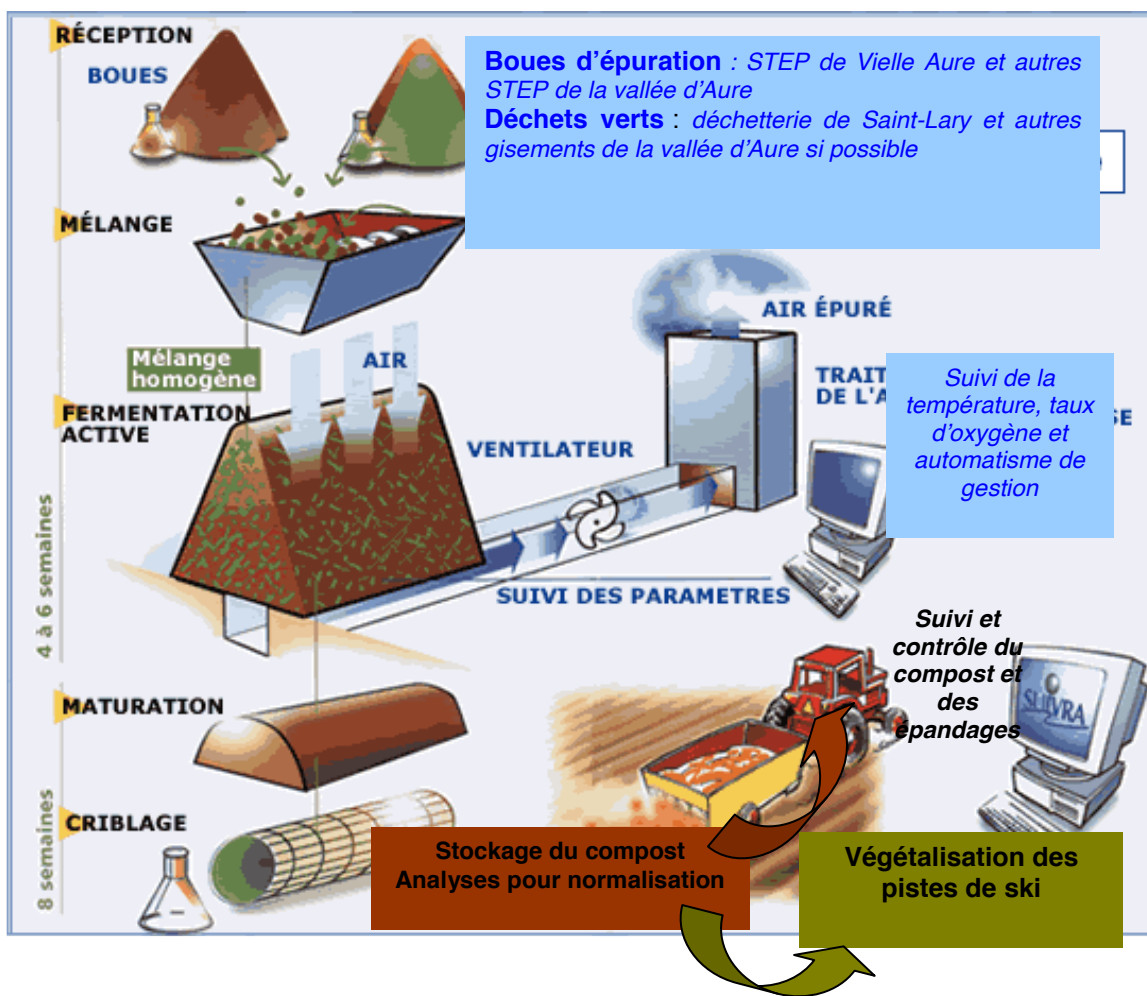 RÉCEPTION
BOUES
Boues d'épuration : STEP de Vielle Aure et autres
STEP de la vallée d'Aure
Déchets verts : déchetterie de Saint-Lary et autres
gisements de la vallée d'Aure si possible
MÉLANGE
AIR ÉPURÉ
Mélange
homogène
AIR
FERMENTATION
ACTIVE
VENTILATEUR
Suivi de la
température, taux
d'oxygène et
automatisme de
gestion
SUIVI DES PARAMETRES
4 à 6 semaines
Suivi et
contrôle du
compost et
des
épandages
SUIVRA
MATURATION
CRIBLAGE
8 semaines
Stockage du compost
Analyses pour normalisation
Végétalisation des
pistes de ski